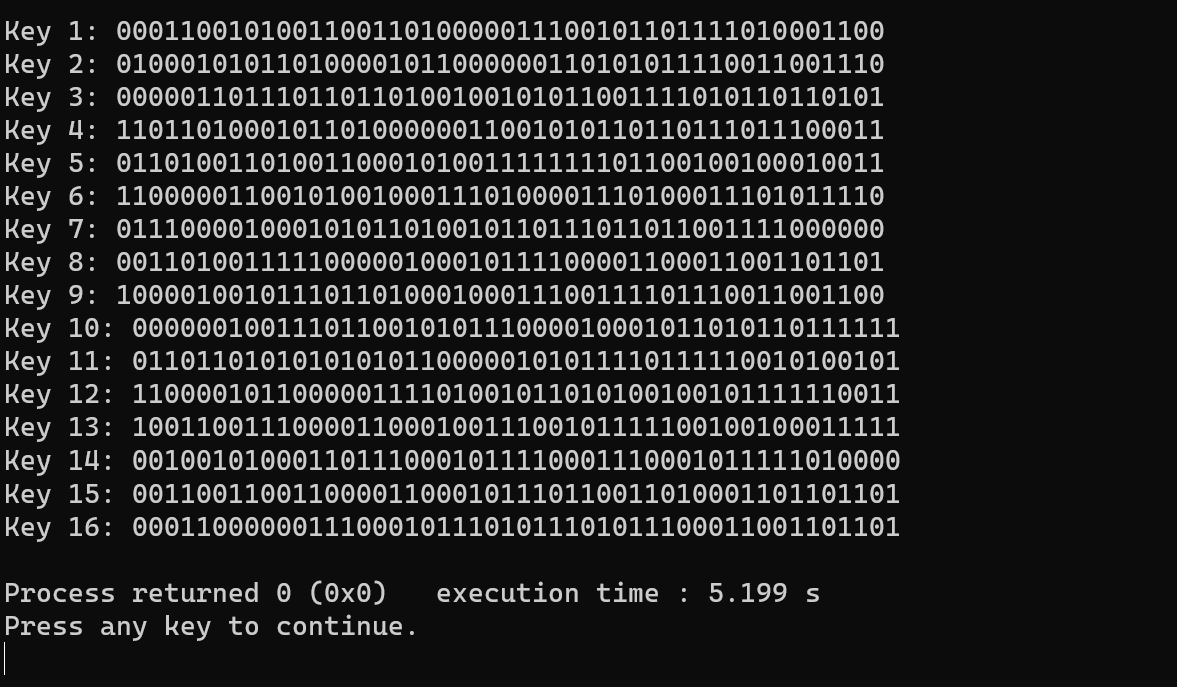 Key 1: 000110010100110011010000011100101101111010001100
Key 2: 010001010110100001011000000110101011110011001110
Key 3: 000001101110110110100100101011001111010110110101
Key 4: 110110100010110100000011001010110110111011100011
Key 5: 011010011010011000101001111111101100100100010011
Key 6: 110000011001010010001110100001110100011101011110
Key 7: 011100001000101011010010110111011011001111000000
Key 8: 001101001111100000100010111100001100011001101101
Key 9: 100001001011101101000100011100111101110011001100
Key 10: 000000100111011001010111000010001011010110111111
Key 11: 011011010101010101100000101011110111110010100101
Key 12: 110000101100000111101001011010100100101111110011
Key 13: 100110011100001100010011100101111100100100011111
Key 14: 001001010001101110001011110001110001011111010000
Key 15: 001100110011000011000101110110011010001101101101
Key 16: 000110000001110001011101011101011100011001101101
Process returned 0 (0x0)   execution time : 5.199 s
Press any key to continue.